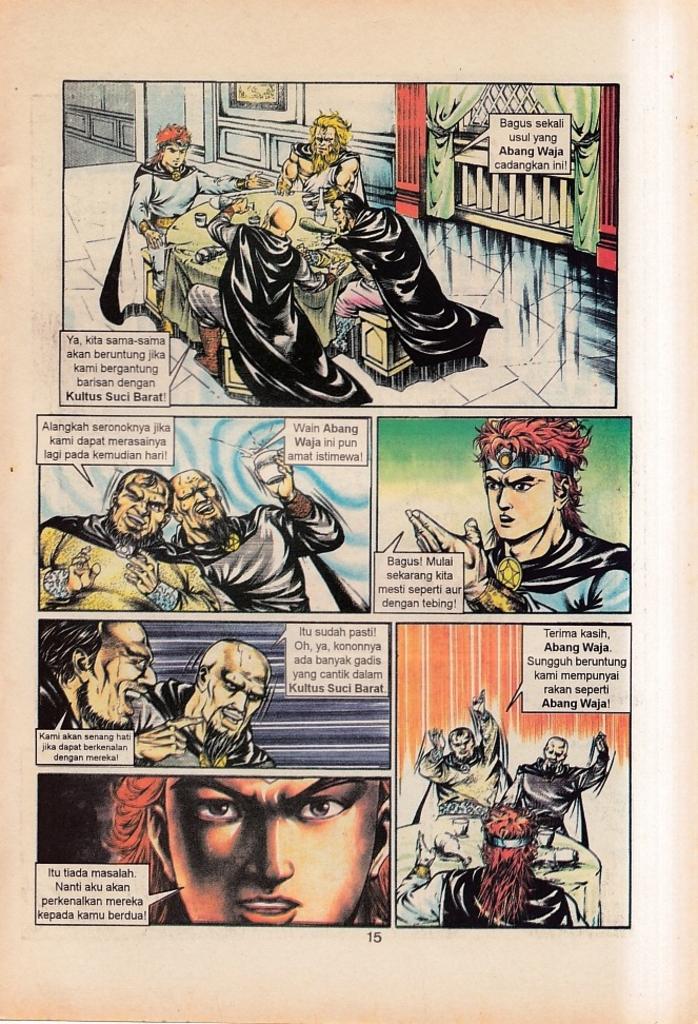 Bagus sekali
usul yang
Abang Waja
cadangkan ini!
Ya, kita sama-sama
akan beruntung jika
kami bergantung
barisan dengan
Kultus Suci Barat!
Alangkah seronoknya jika
kami dapat merasainya
lagi pada kemudian hari!
Wain Abang
Waja ini pun
amat istimewa!
Bagus! Mulai
sekarang kita
mesti seperti aur
dengan tebing!
Itu sudah pasti!
Oh, ya, kononnya
ada banyak gadis
yang cantik dalam
Kultus Suci Barat.
Kami akan senang hati
jika dapat berkenalan
dengan mereka!
Itu tiada masalah.
Nanti aku akan
perkenalkan mereka
kepada kamu berdua!
Terima kasih,
Abang Waja.
Sungguh beruntung
kami mempunyai
rakan seperti
Abang Waja!
15